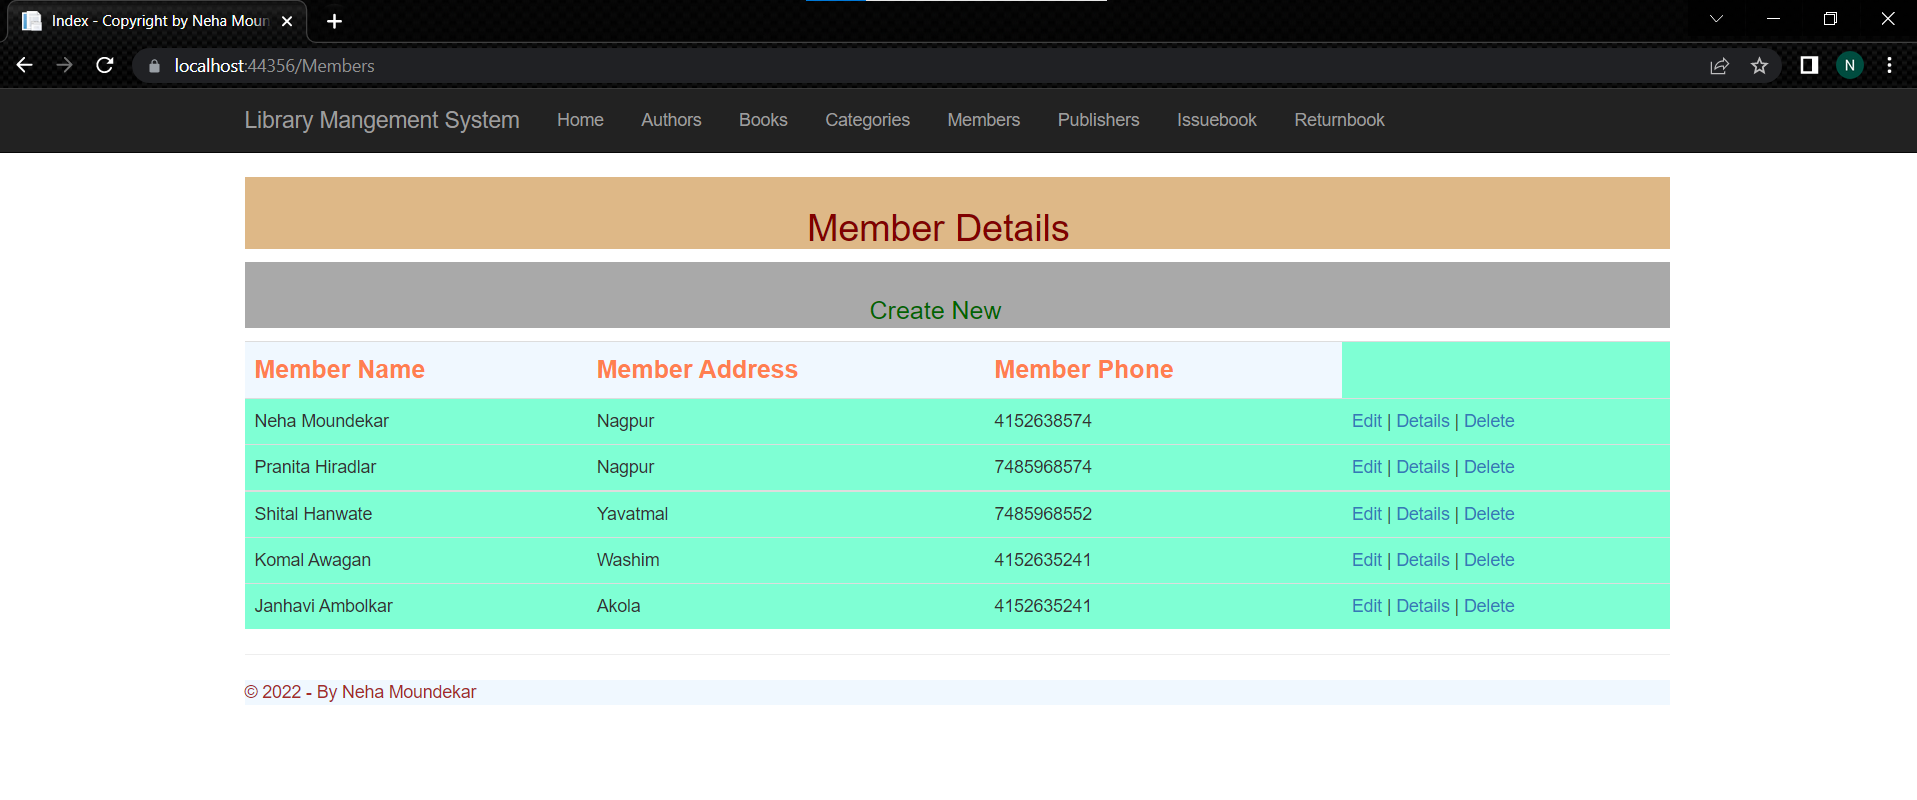 Index - Copyright by Neha Moun
localhost:44356/Members
N
Library Mangement System Home Authors Books Categories Members Publishers Issuebook Returnbook
Member Details
Create New
Member Name Member Address Member Phone
Neha Moundekar Nagpur 4152638574 Edit | Details | Delete
Pranita Hiradlar Nagpur 7485968574 Edit | Details | Delete
Shital Hanwate Yavatmal 7485968552 Edit | Details | Delete
Komal Awagan Washim 4152635241 Edit | Details | Delete
Janhavi Ambolkar Akola 4152635241 Edit | Details | Delete
© 2022 - By Neha Moundekar